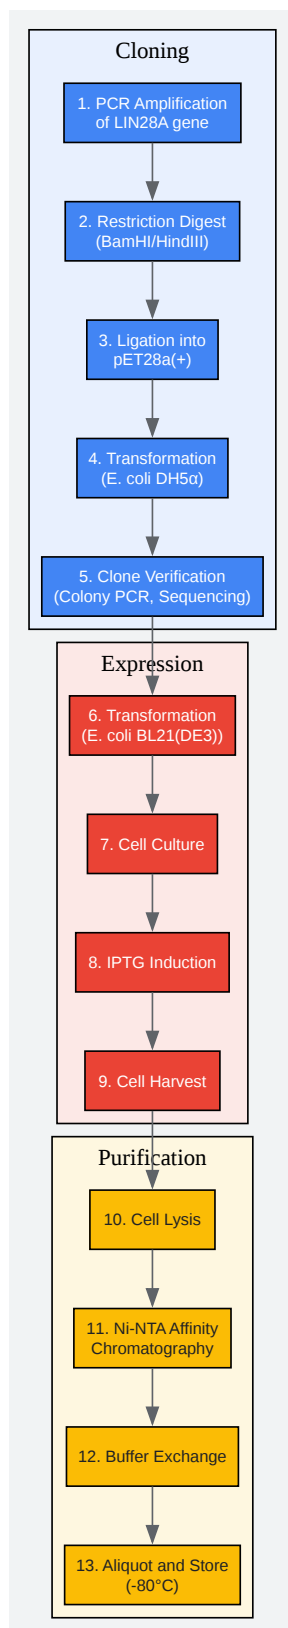 Cloning
1. PCR Amplification
of LIN28A gene
2. Restriction Digest
(BamHI/HindIII)
3. Ligation into
pET28a(+)
4. Transformation
(E. coli DH5α)
5. Clone Verification
(Colony PCR, Sequencing)
Expression
6. Transformation
(E. coli BL21(DE3))
7. Cell Culture
8. IPTG Induction
9. Cell Harvest
Purification
10. Cell Lysis
11. Ni-NTA Affinity
Chromatography
12. Buffer Exchange
13. Aliquot and Store
(-80°C)